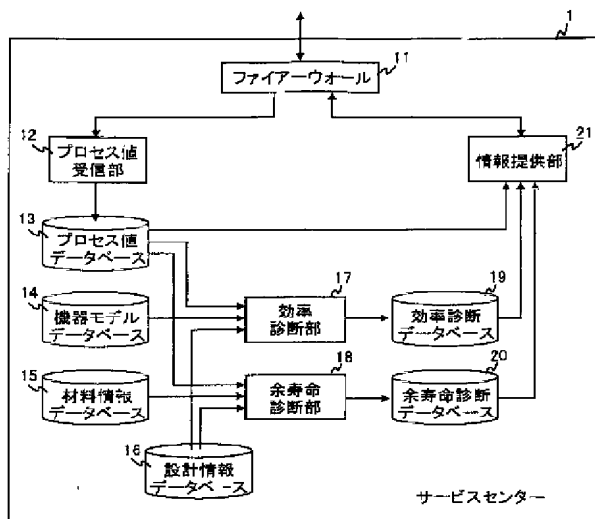 1
ファイアーウォール
11
12
プロセス値
受信部
21
情報提供部
13
プロセス値
データベース
14
機器モデル
データベース
17
効率
診断部
19
効率診断
データベース
15
材料情報
データベース
18
余寿命
診断部
20
余寿命診断
データベース
16
設計情報
データベース
サービスセンター